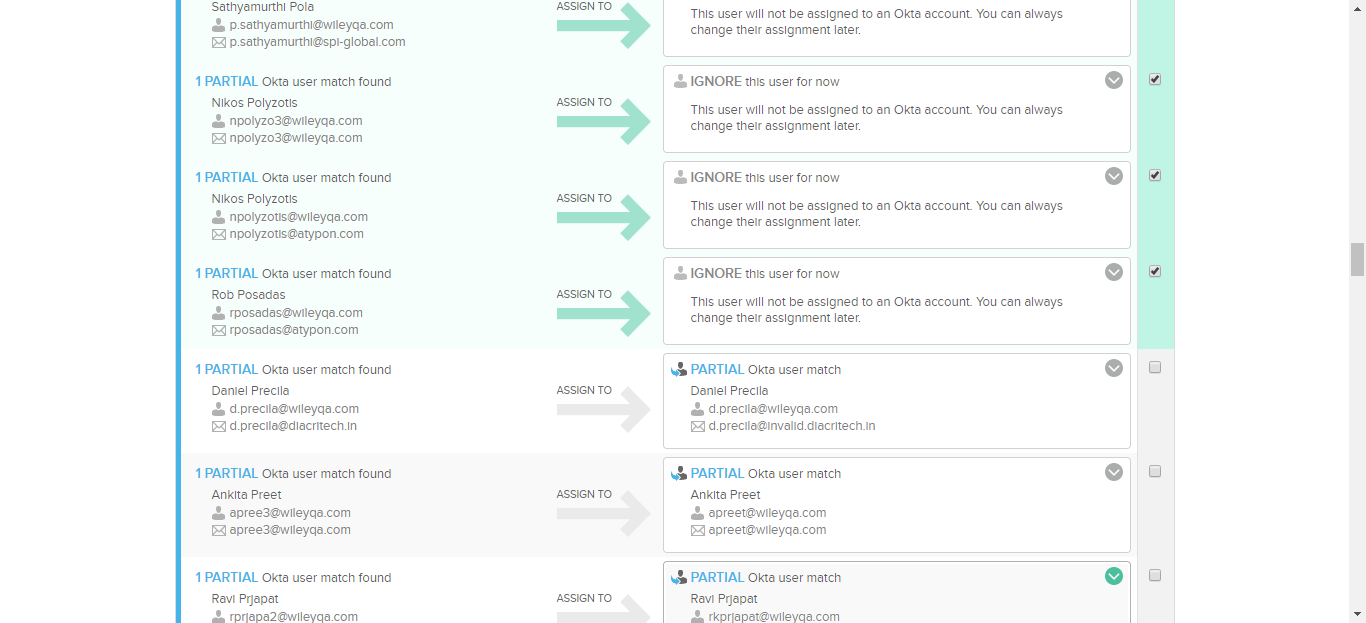 Sathyamurthi Pola
p.sathyamurthi@wileyqa.com
p.sathyamurthi@spi-global.com
ASSIGN TO
This user will not be assigned to an Okta account. You can always
change their assignment later.
1 PARTIAL Okta user match found
Nikos Polyzotis
npolyzo3@wileyqa.com
npolyzo3@wileyqa.com
ASSIGN TO
IGNORE this user for now
This user will not be assigned to an Okta account. You can always
change their assignment later.
1 PARTIAL Okta user match found
Nikos Polyzotis
npolyzotis@wileyqa.com
npolyzotis@atypon.com
ASSIGN TO
IGNORE this user for now
This user will not be assigned to an Okta account. You can always
change their assignment later.
1 PARTIAL Okta user match found
Rob Posadas
rposadas@wileyqa.com
rposadas@atypon.com
ASSIGN TO
IGNORE this user for now
This user will not be assigned to an Okta account. You can always
change their assignment later.
1 PARTIAL Okta user match found
Daniel Precila
d.precila@wileyqa.com
d.precila@diacritech.in
ASSIGN TO
PARTIAL Okta user match
Daniel Precila
d.precila@wileyqa.com
d.precila@invalid.diacritech.in
1 PARTIAL Okta user match found
Ankita Preet
apree3@wileyqa.com
apree3@wileyqa.com
ASSIGN TO
PARTIAL Okta user match
Ankita Preet
apreet@wileyqa.com
apreet@wileyqa.com
1 PARTIAL Okta user match found
Ravi Prjapat
rprjapa2@wileyqa.com
ASSIGN TO
PARTIAL Okta user match
Ravi Prjapat
rkprjapat@wileyqa.com